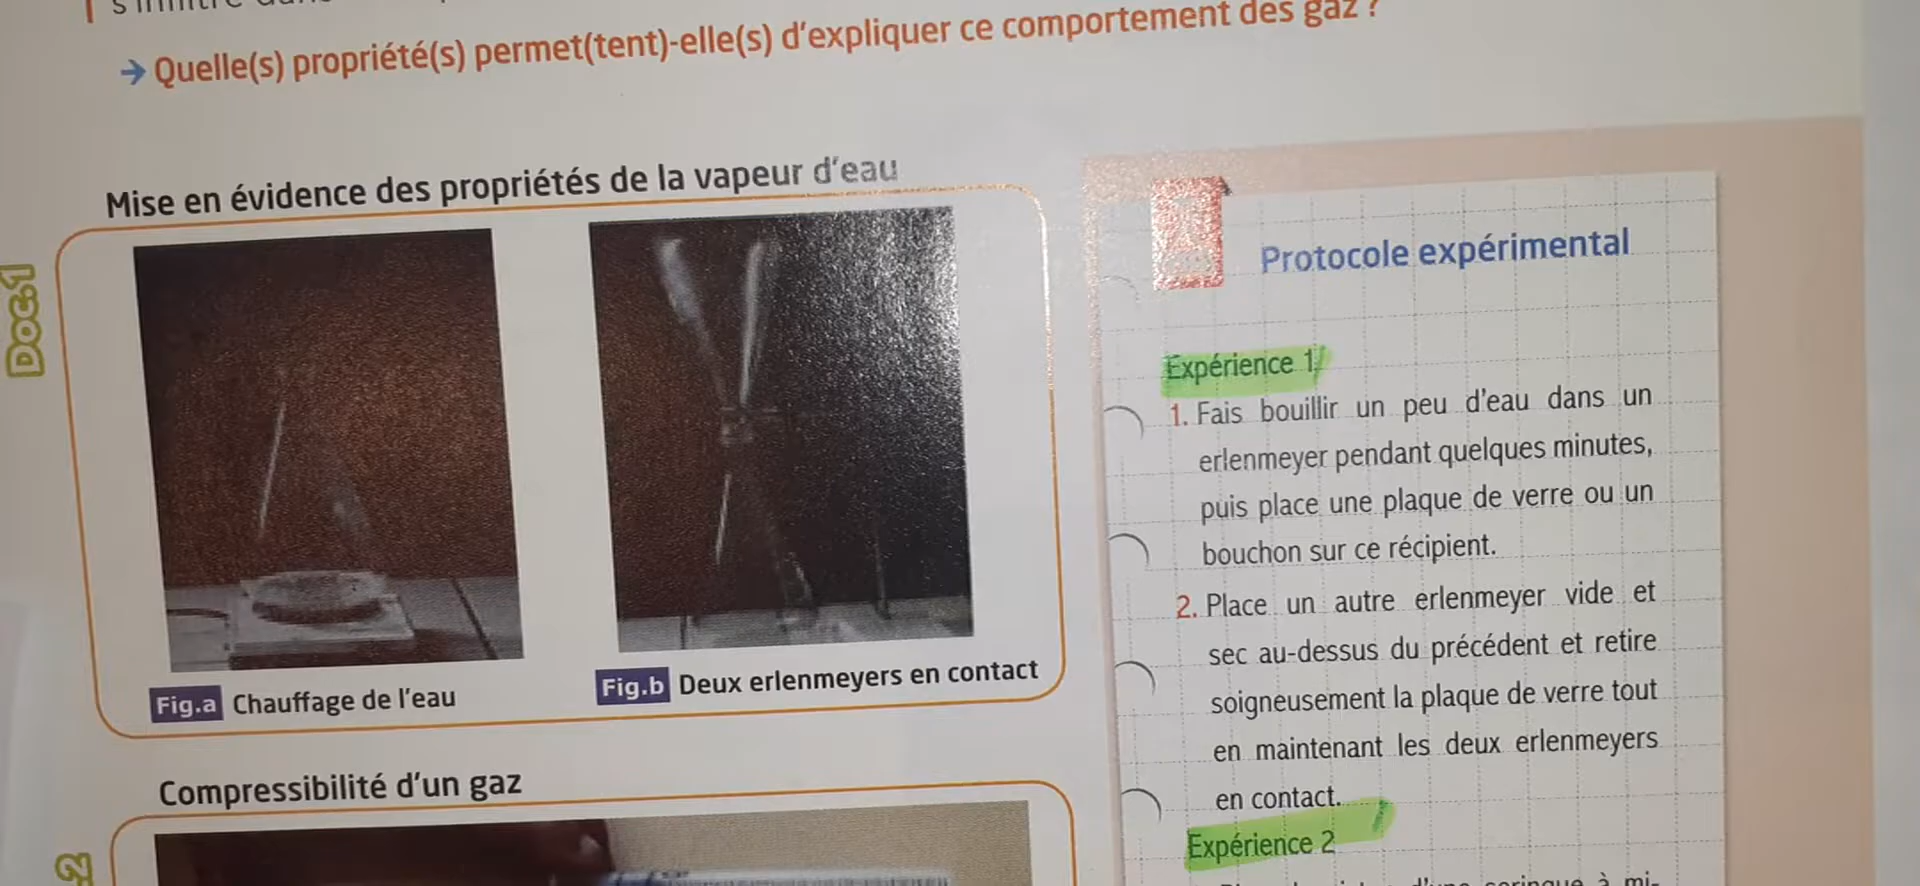 → Quelle(s) propriété(s) permet(tent)-elle(s) d'expliquer ce comportement des gaz ?
Mise en évidence des propriétés de la vapeur d'eau
Doc.1
Fig.a Chauffage de l'eau
Fig.b Deux erlenmeyers en contact
Compressibilité d'un gaz
2
Protocole expérimental
Expérience 1
1. Fais bouillir un peu d'eau dans un
erlenmeyer pendant quelques minutes,
puis place une plaque de verre ou un
bouchon sur ce récipient.
2. Place un autre erlenmeyer vide et
sec au-dessus du précédent et retire
soigneusement la plaque de verre tout
en maintenant les deux erlenmeyers
en contact.
Expérience 2